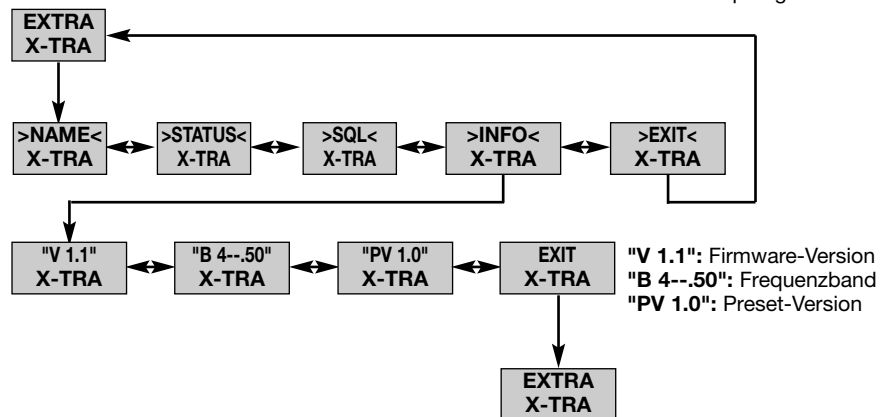 EXTRA
X-TRA
>NAME<
X-TRA
>STATUS<
X-TRA
>SQL<
X-TRA
>INFO<
X-TRA
>EXIT<
X-TRA
"V 1.1"
X-TRA
"B 4--.50"
X-TRA
"PV 1.0"
X-TRA
EXIT
X-TRA
"V 1.1": Firmware-Version
"B 4--.50": Frequenzband
"PV 1.0": Preset-Version
EXTRA
X-TRA